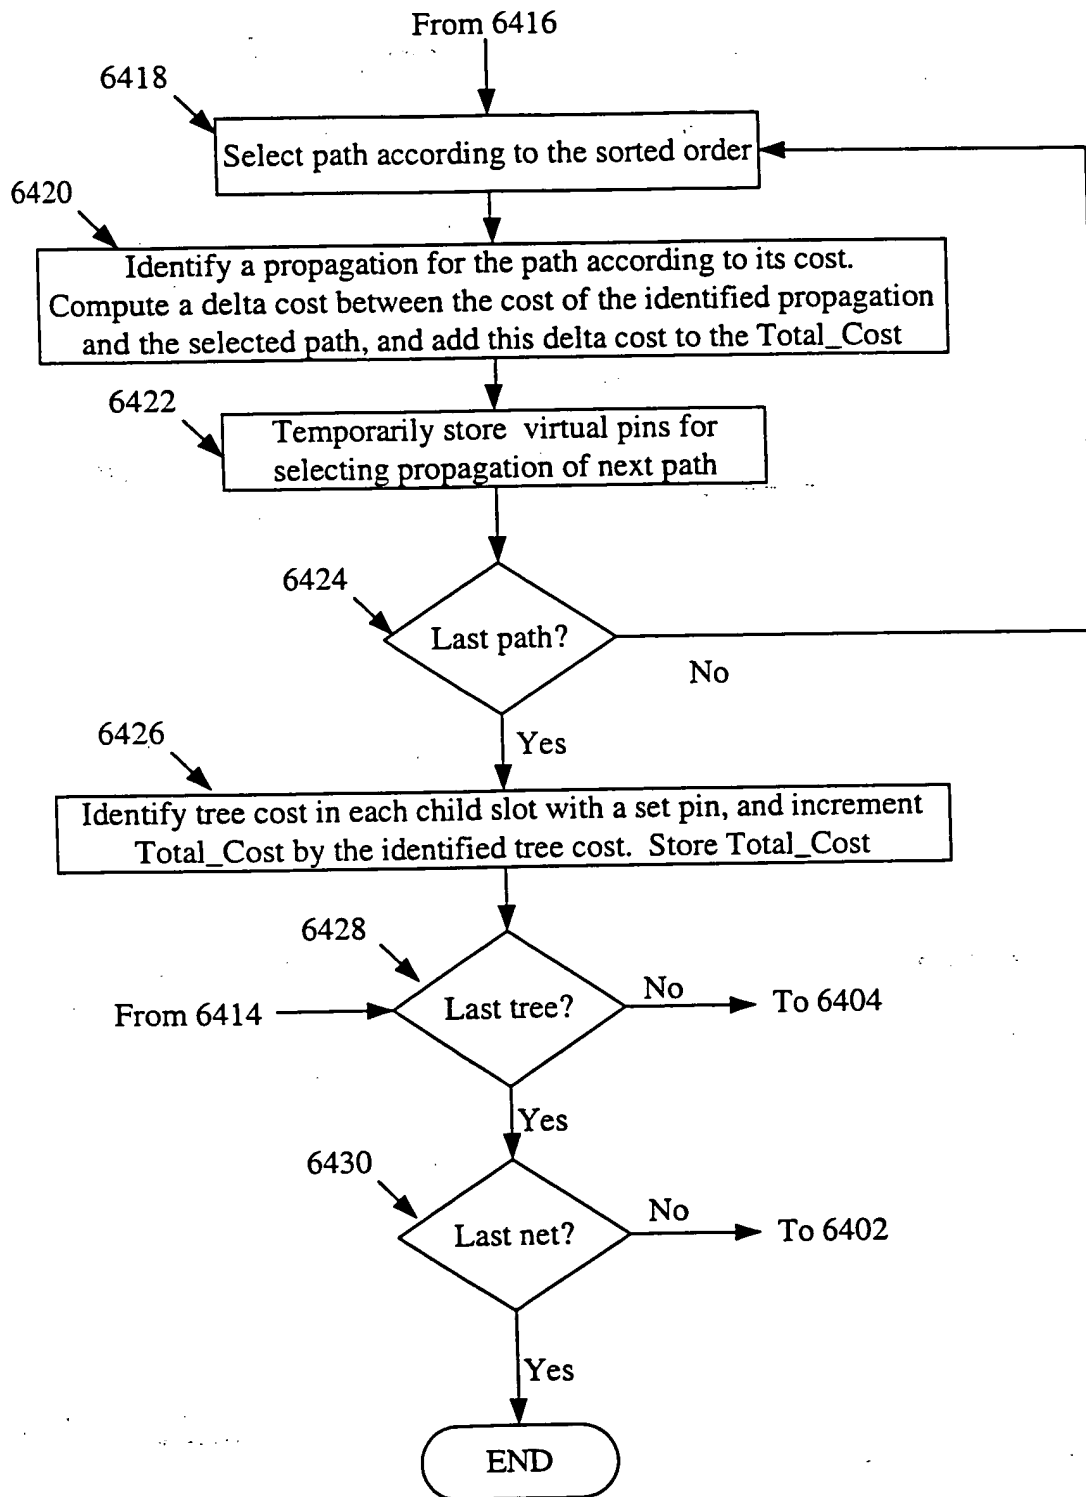 From 6416
6418
Select path according to the sorted order
6420
Identify a propagation for the path according to its cost.
Compute a delta cost between the cost of the identified propagation
and the selected path, and add this delta cost to the Total_Cost
6422
Temporarily store virtual pins for
selecting propagation of next path
6424
Last path?
No
Yes
6426
Identify tree cost in each child slot with a set pin, and increment
Total_Cost by the identified tree cost. Store Total_Cost
6428
From 6414
Last tree?
No
To 6404
Yes
6430
Last net?
No
To 6402
Yes
END